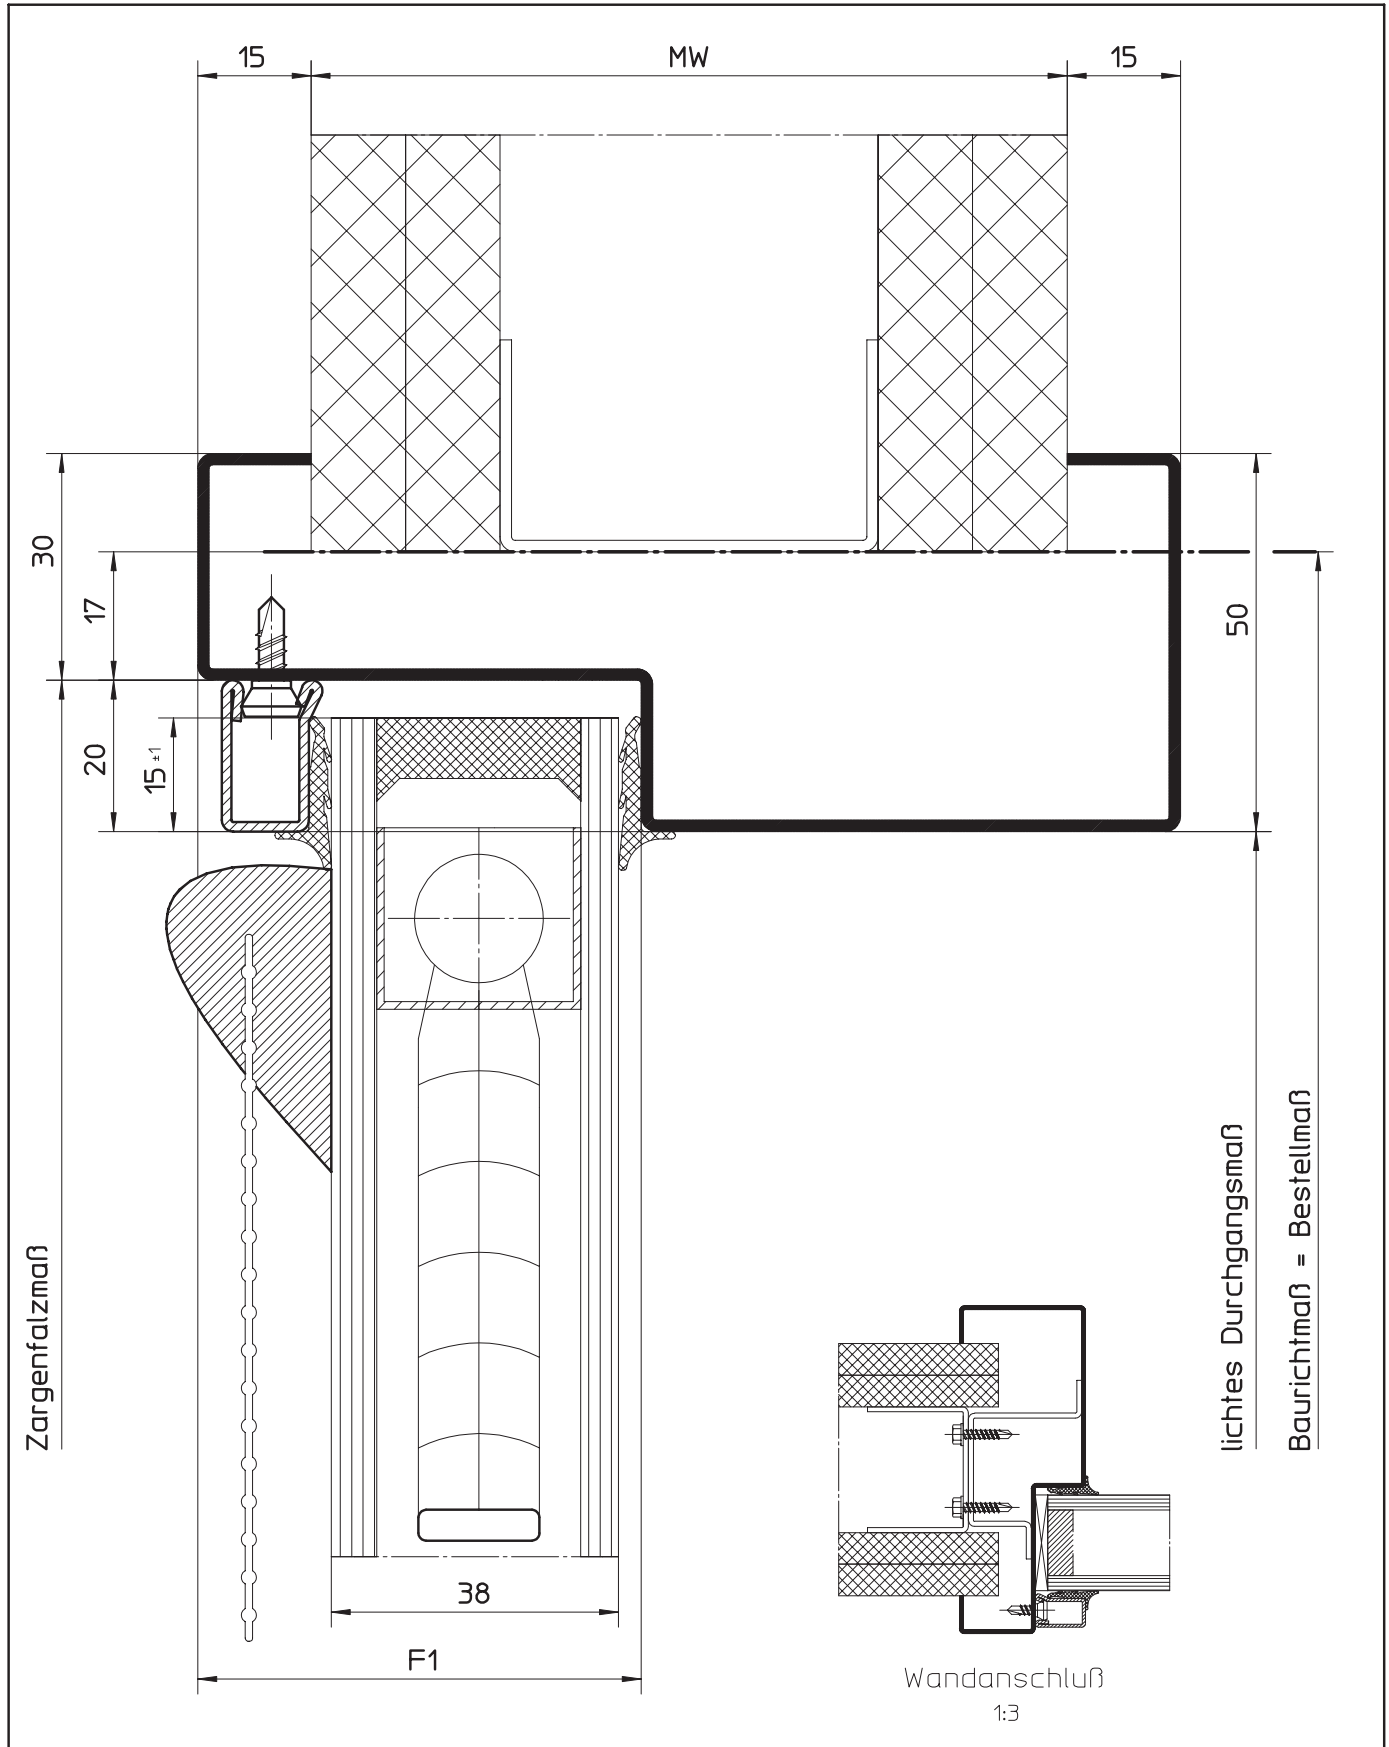 15
MW
15
30
17
20
15 ±1
50
Zargenfalzmaß
lichtes Durchgangsmaß
Baurichtmaß = Bestellmaß
38
F1
Wandanschluß
1:3